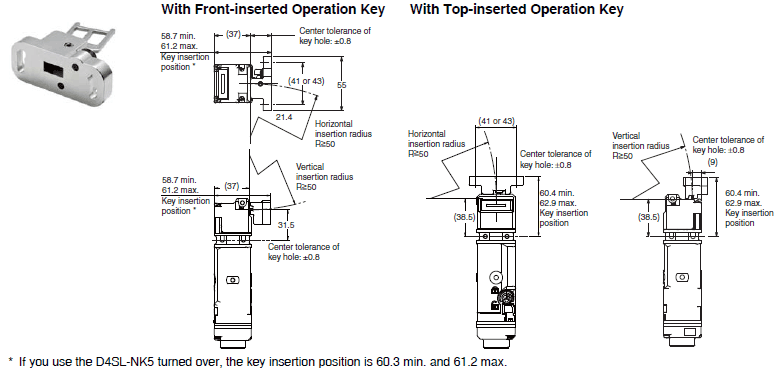 With Front-inserted Operation Key
With Top-inserted Operation Key
58.7 min.
61.2 max.
Key insertion
position *
(37)
Center tolerance of
key hole: ±0.8
(41 or 43)
55
21.4
Horizontal
insertion radius
R≥50
Vertical
insertion radius
R≥50
58.7 min.
61.2 max.
Key insertion
position *
(37)
31.5
Center tolerance of
key hole: ±0.8
(41 or 43)
Horizontal
insertion radius
R≥50
Center tolerance of
key hole: ±0.8
60.4 min.
62.9 max.
Key insertion
position
(38.5)
Vertical
insertion radius
R≥50
Center tolerance of
key hole: ±0.8
(9)
60.4 min.
62.9 max.
Key insertion
position
(38.5)
* If you use the D4SL-NK5 turned over, the key insertion position is 60.3 min. and 61.2 max.